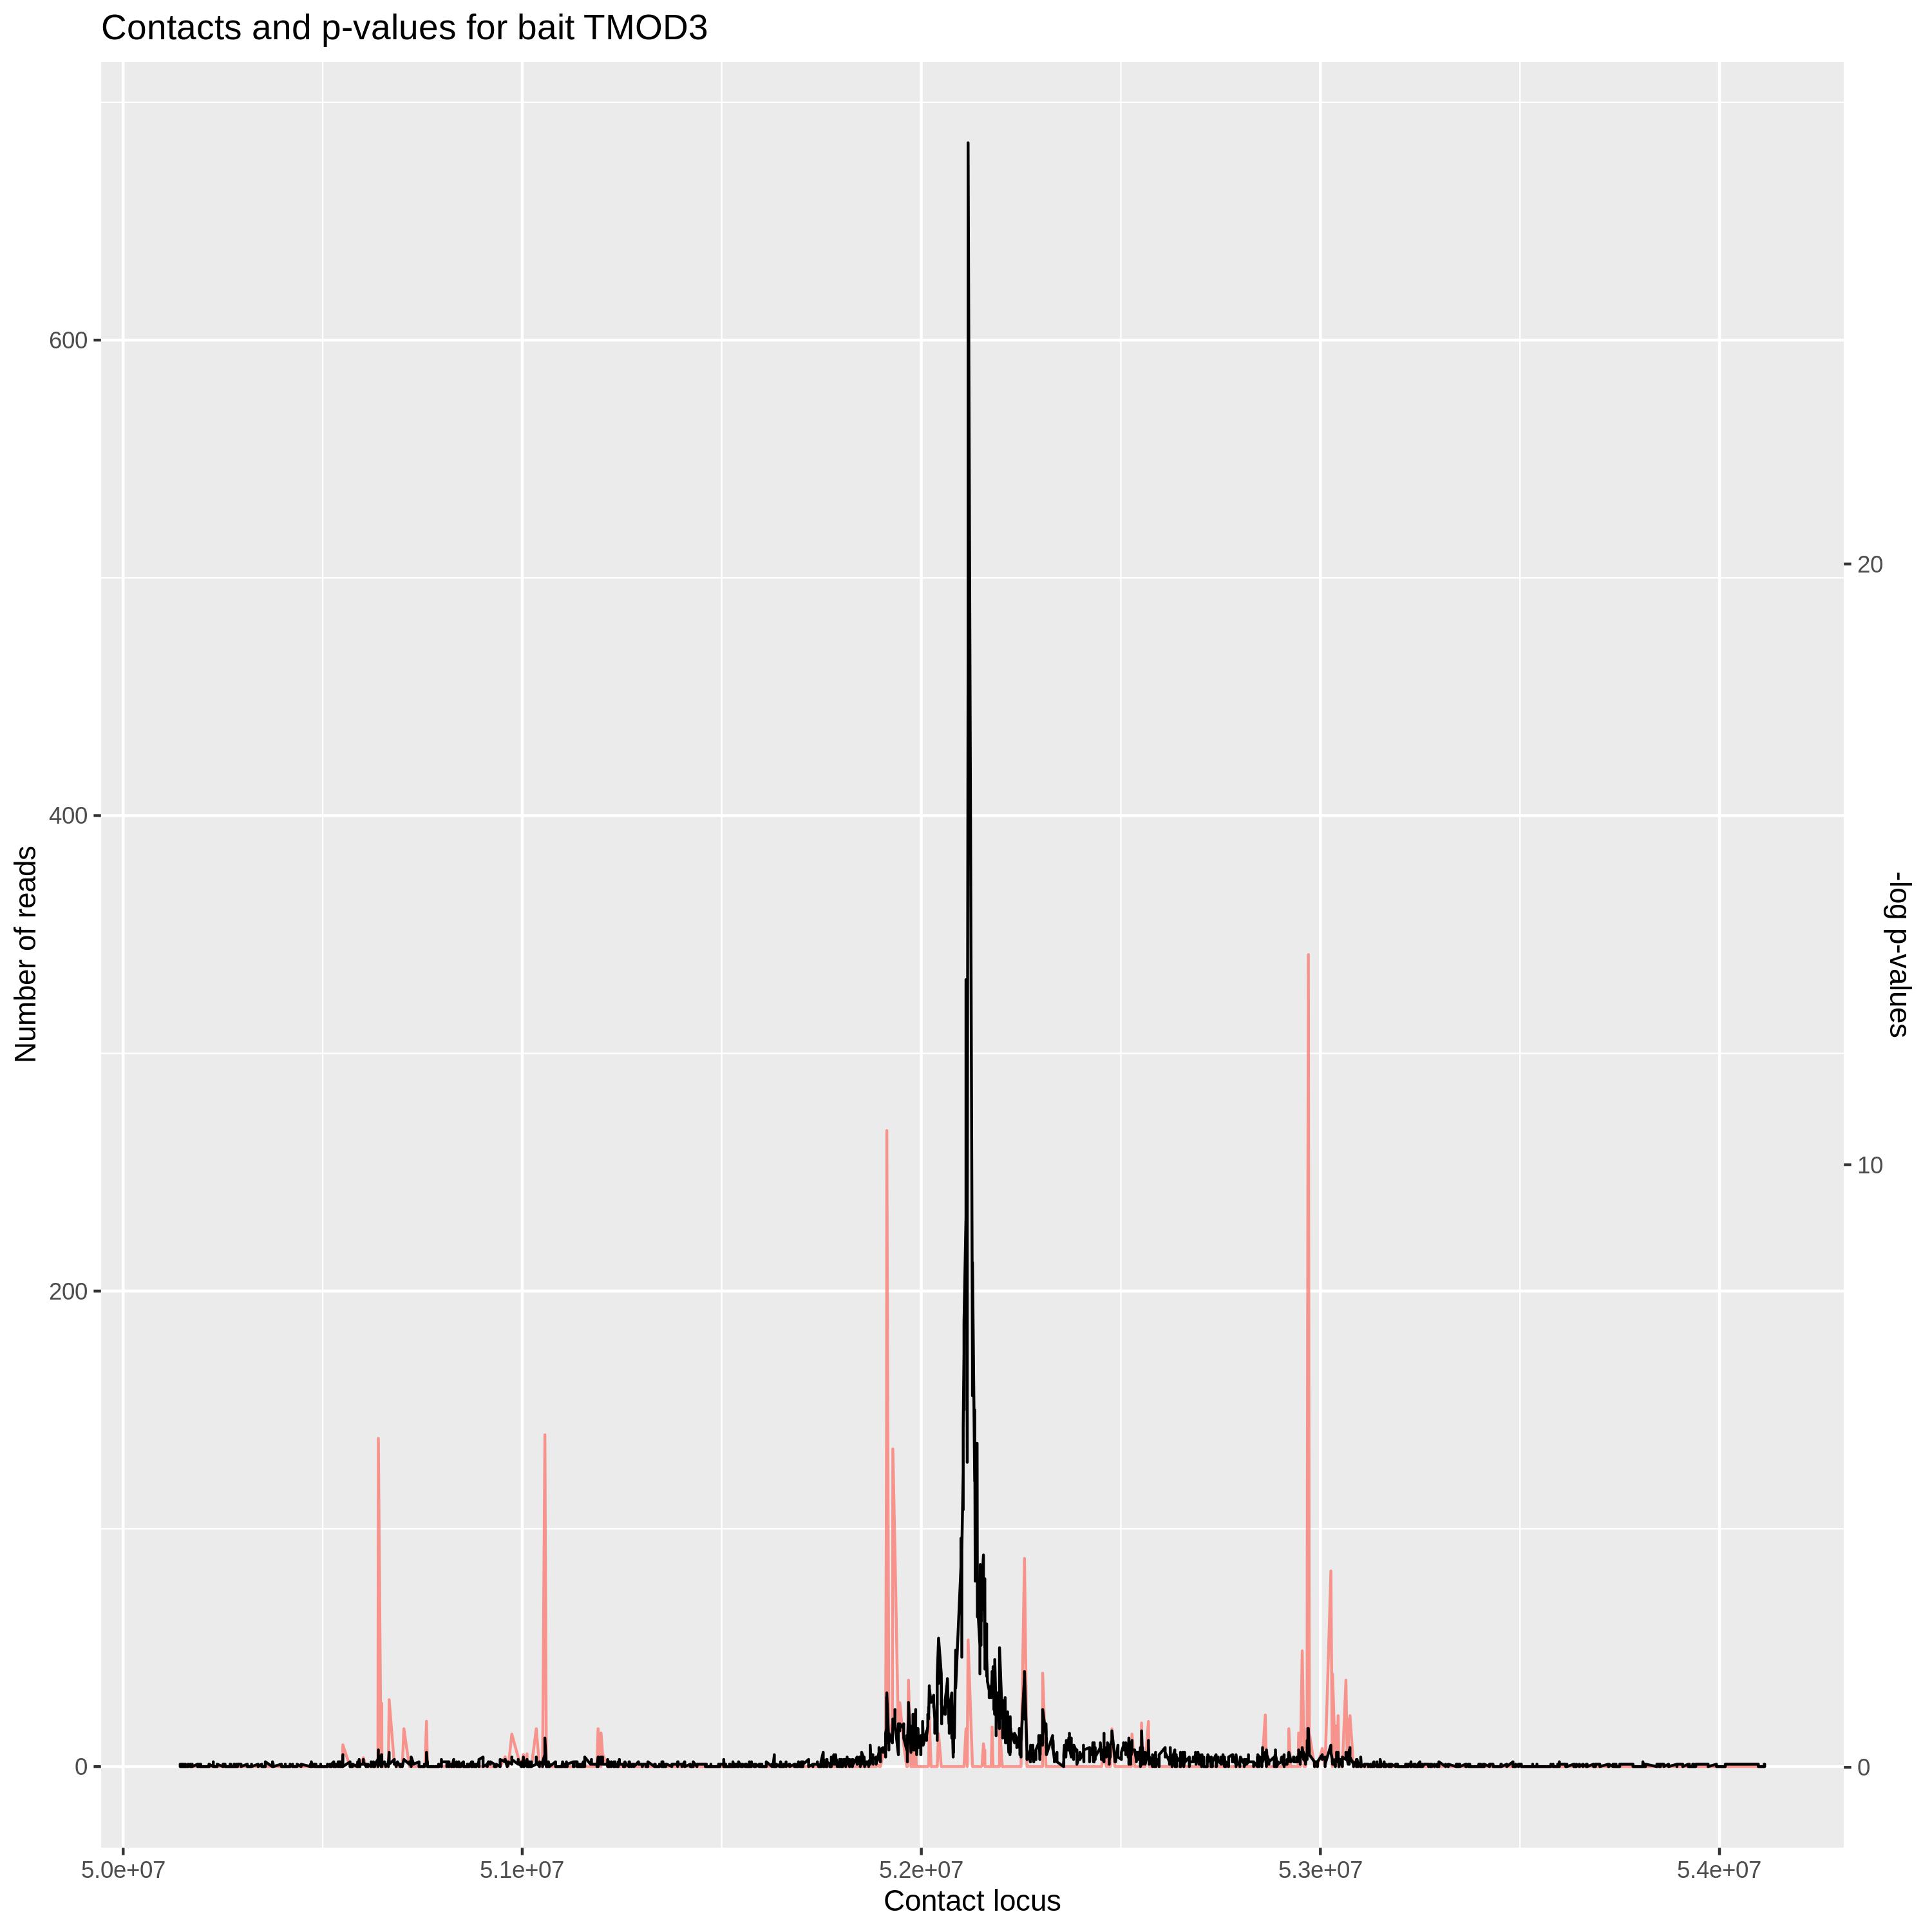 Contacts and p-values for bait TMOD3
Number of reads
600
400
200
0
20
10
0
-log p-values
5.0e+07
5.1e+07
5.2e+07
5.3e+07
5.4e+07
Contact locus